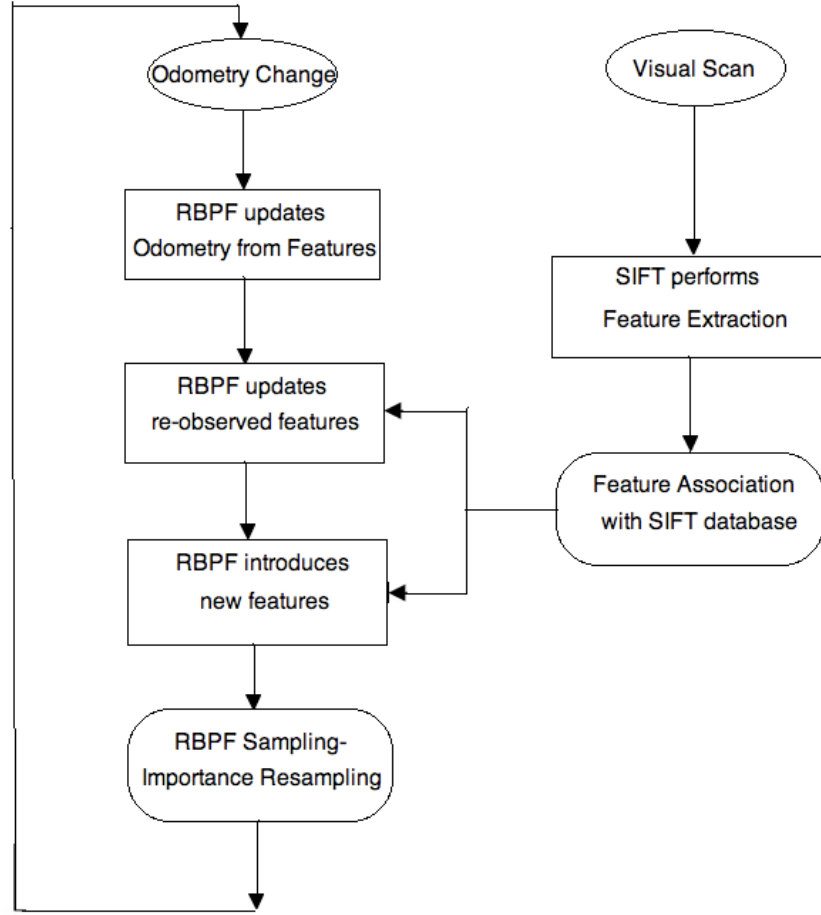 Odometry Change
RBPF updates
Odometry from Features
RBPF updates
re-observed features
RBPF introduces
new features
RBPF Sampling-
Importance Resampling
Visual Scan
SIFT performs
Feature Extraction
Feature Association
with SIFT database